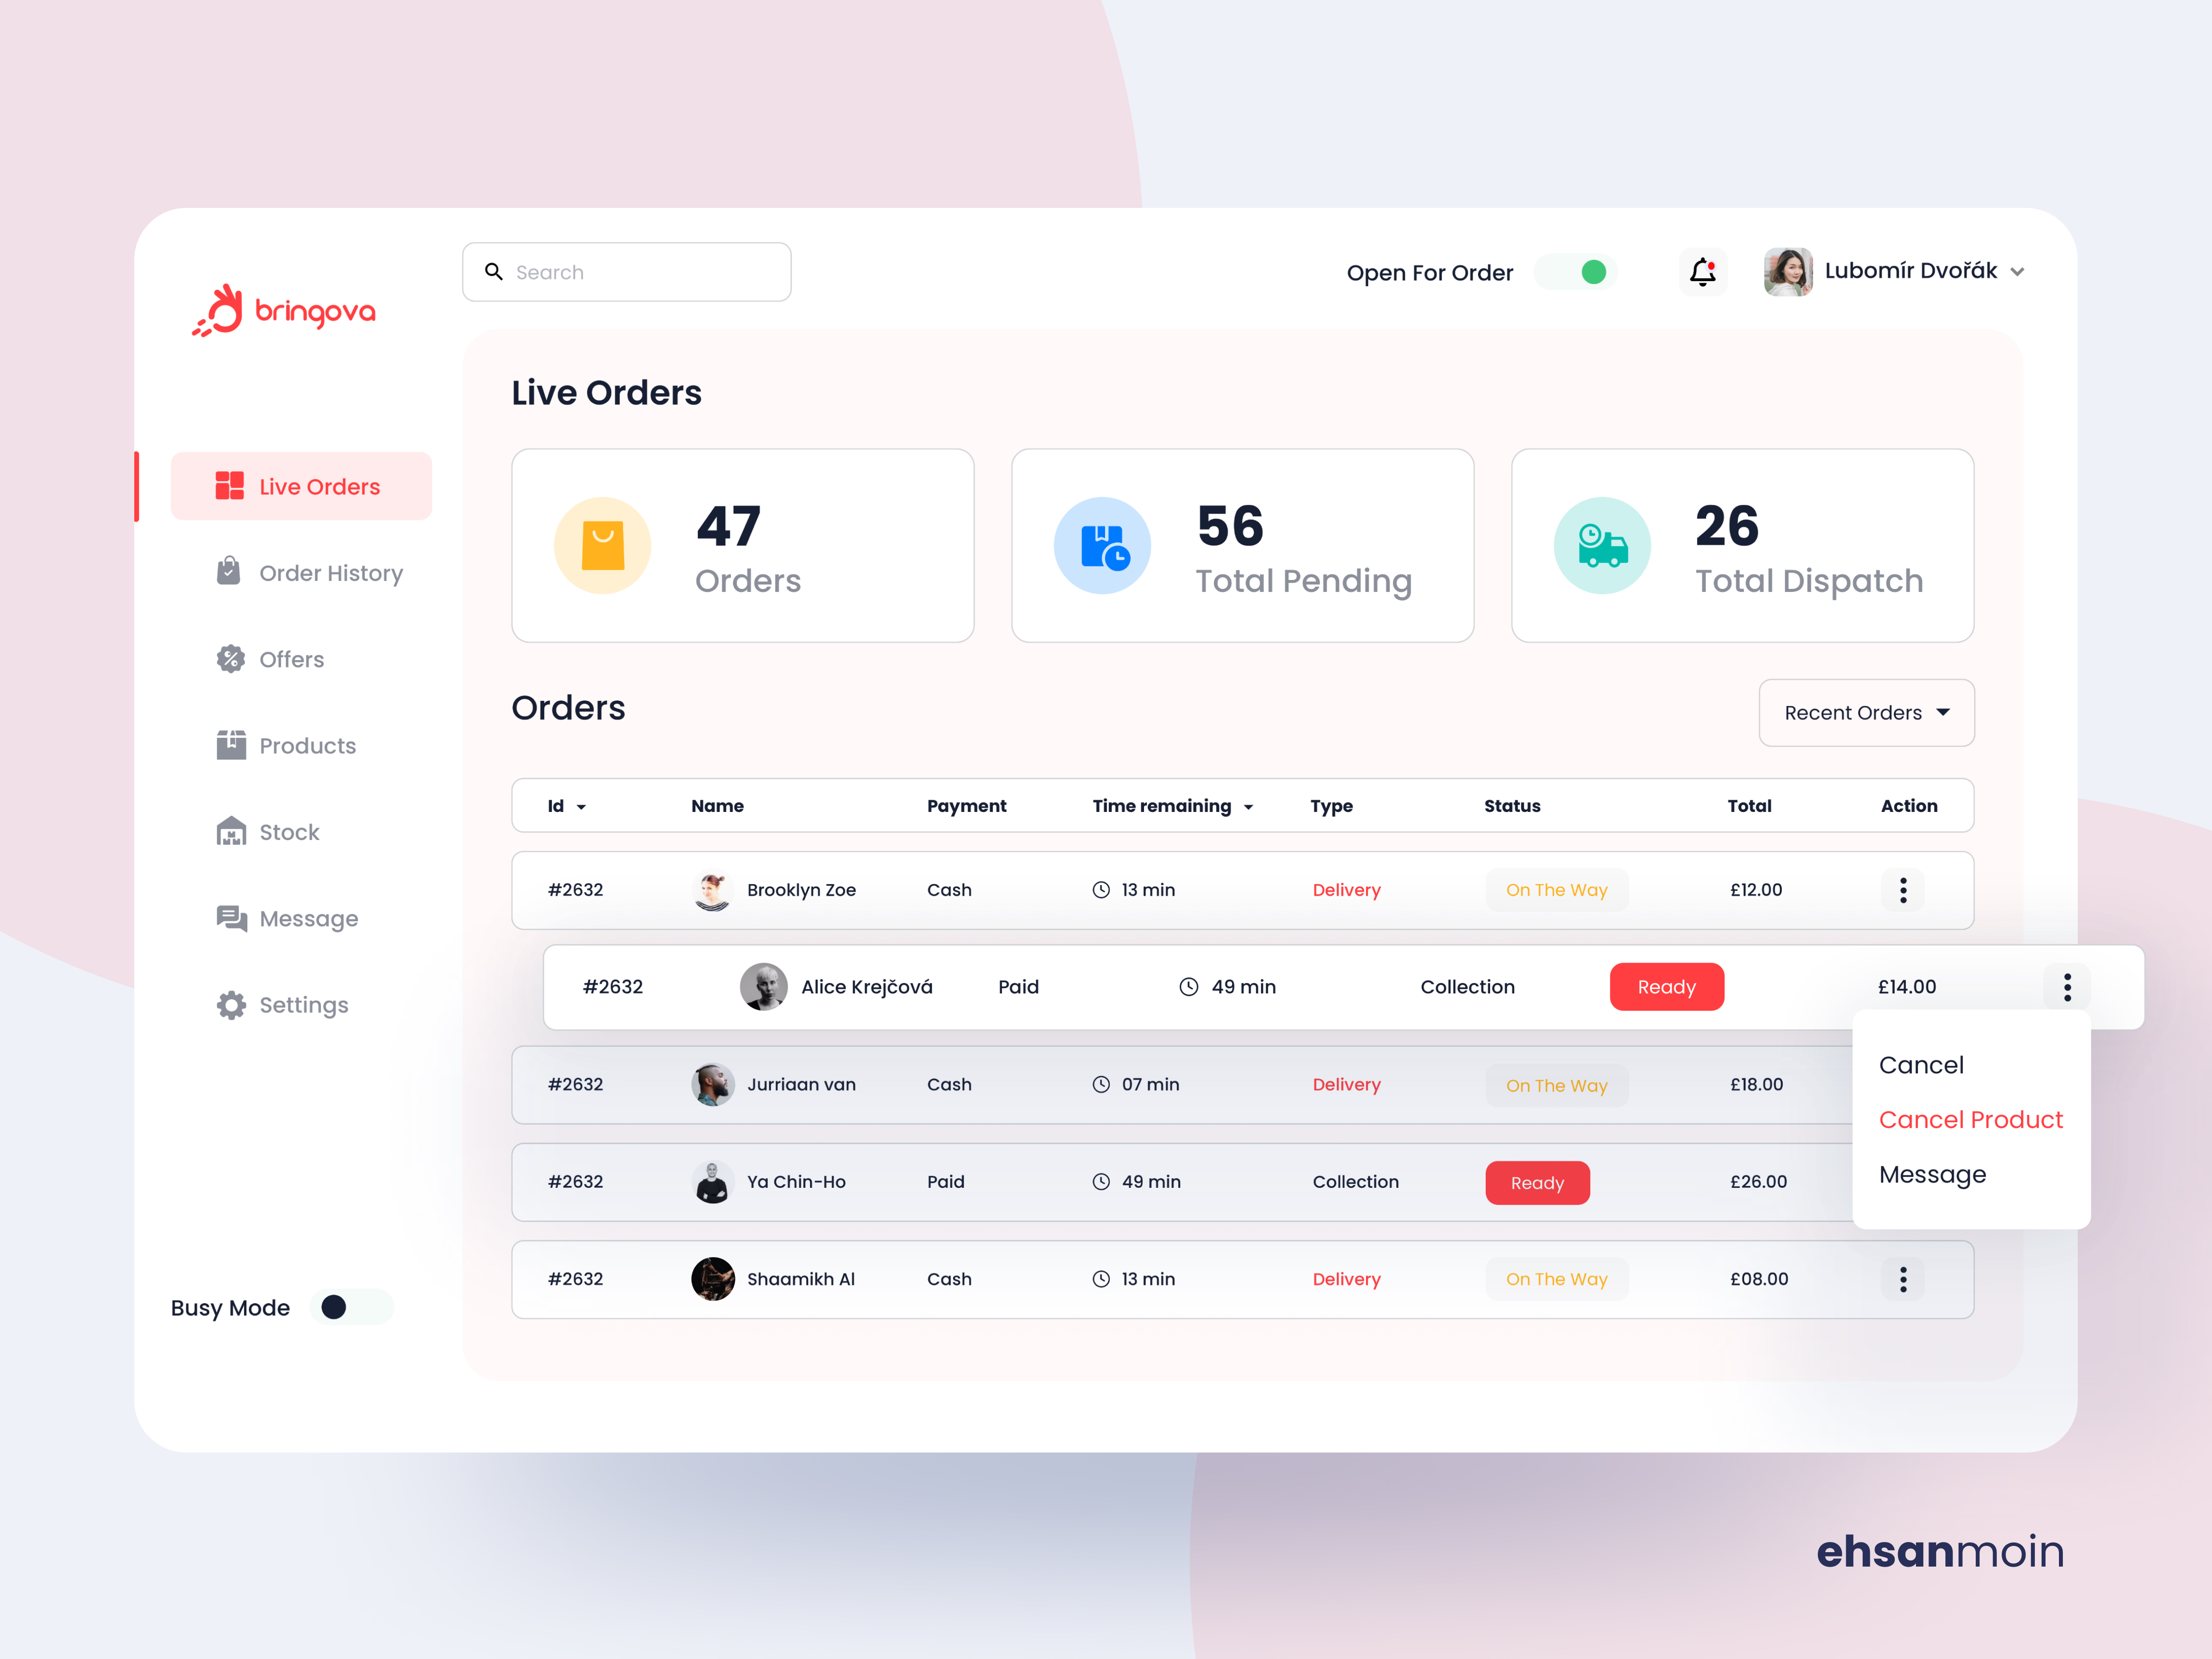 Search
Open For Order
Lubomír Dvořák
bringova
Live Orders
Order History
Offers
Products
Stock
Message
Settings
Busy Mode
Live Orders
47
Orders
56
Total Pending
26
Total Dispatch
Orders
Recent Orders
Id Name Payment Time remaining Type Status Total Action
#2632 Brooklyn Zoe Cash 13 min Delivery On The Way £12.00
#2632 Alice Krejčová Paid 49 min Collection Ready £14.00
#2632 Jurriaan van Cash 07 min Delivery On The Way £18.00
#2632 Ya Chin-Ho Paid 49 min Collection Ready £26.00
#2632 Shaamikh Al Cash 13 min Delivery On The Way £08.00
Cancel
Cancel Product
Message
ehsanmoin